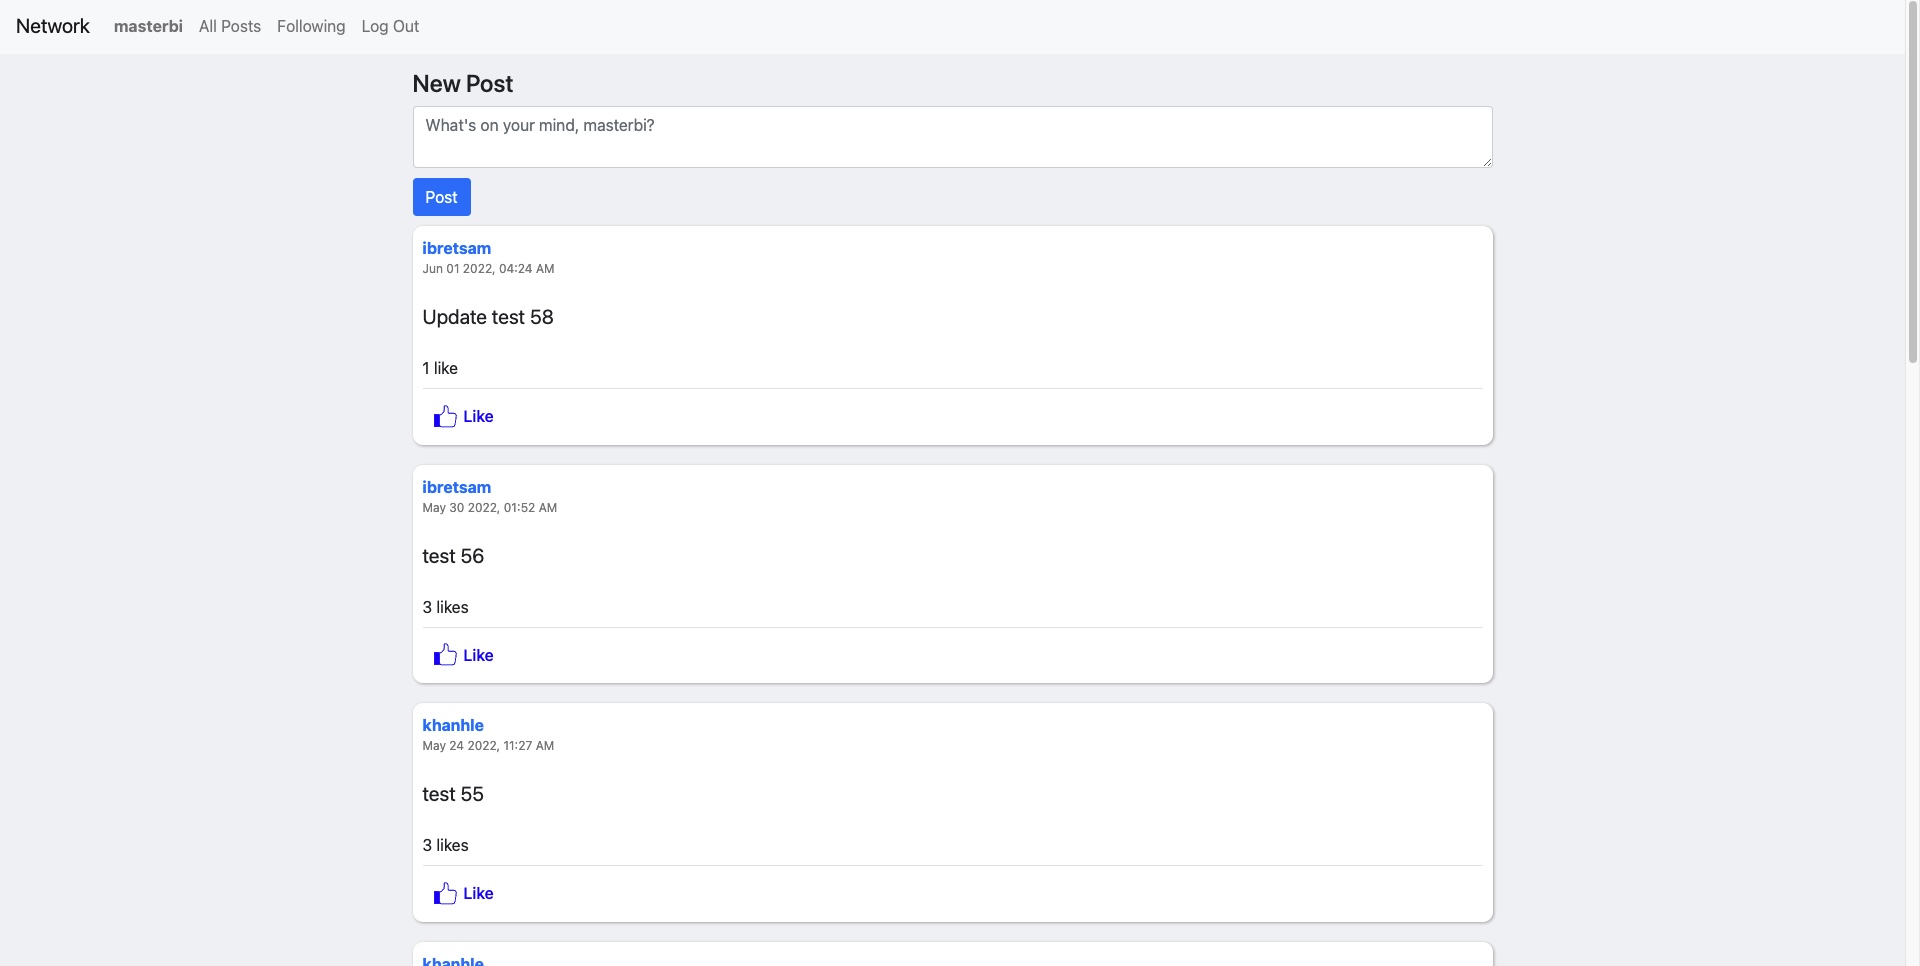 Network masterbi All Posts Following Log Out
New Post
What's on your mind, masterbi?
Post
ibretsam
Jun 01 2022, 04:24 AM
Update test 58
1 like
Like
ibretsam
May 30 2022, 01:52 AM
test 56
3 likes
Like
khanhle
May 24 2022, 11:27 AM
test 55
3 likes
Like
khanhle